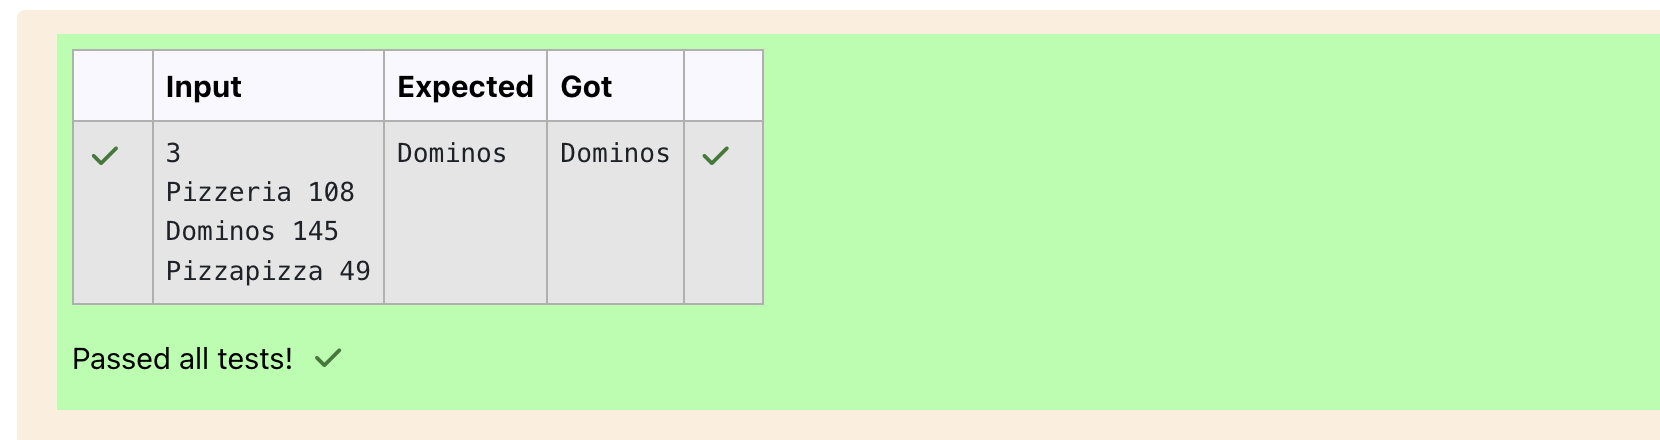 Input Expected Got
3 Dominos Dominos
Pizzeria 108
Dominos 145
Pizzapizza 49
Passed all tests!